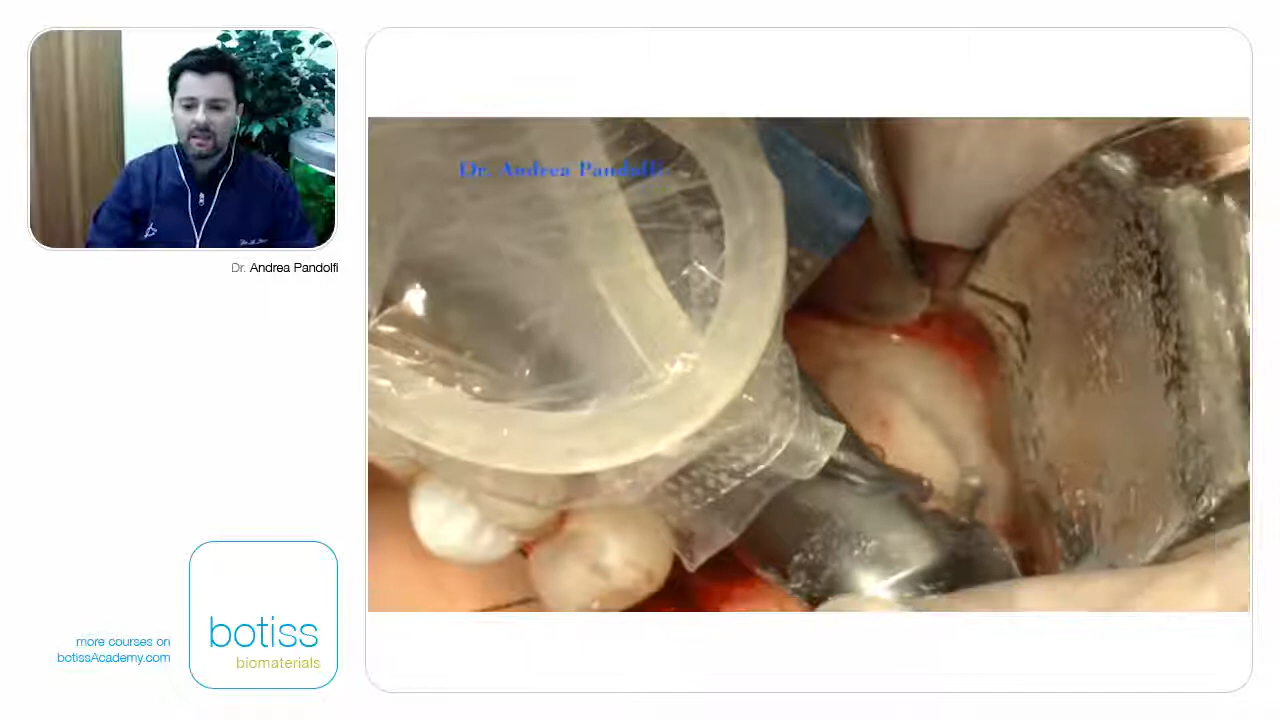 Dr. Andrea Pandolfi
Dr. Andrea Pandolfi
more courses on
botissAcademy.com
botiss
biomaterials